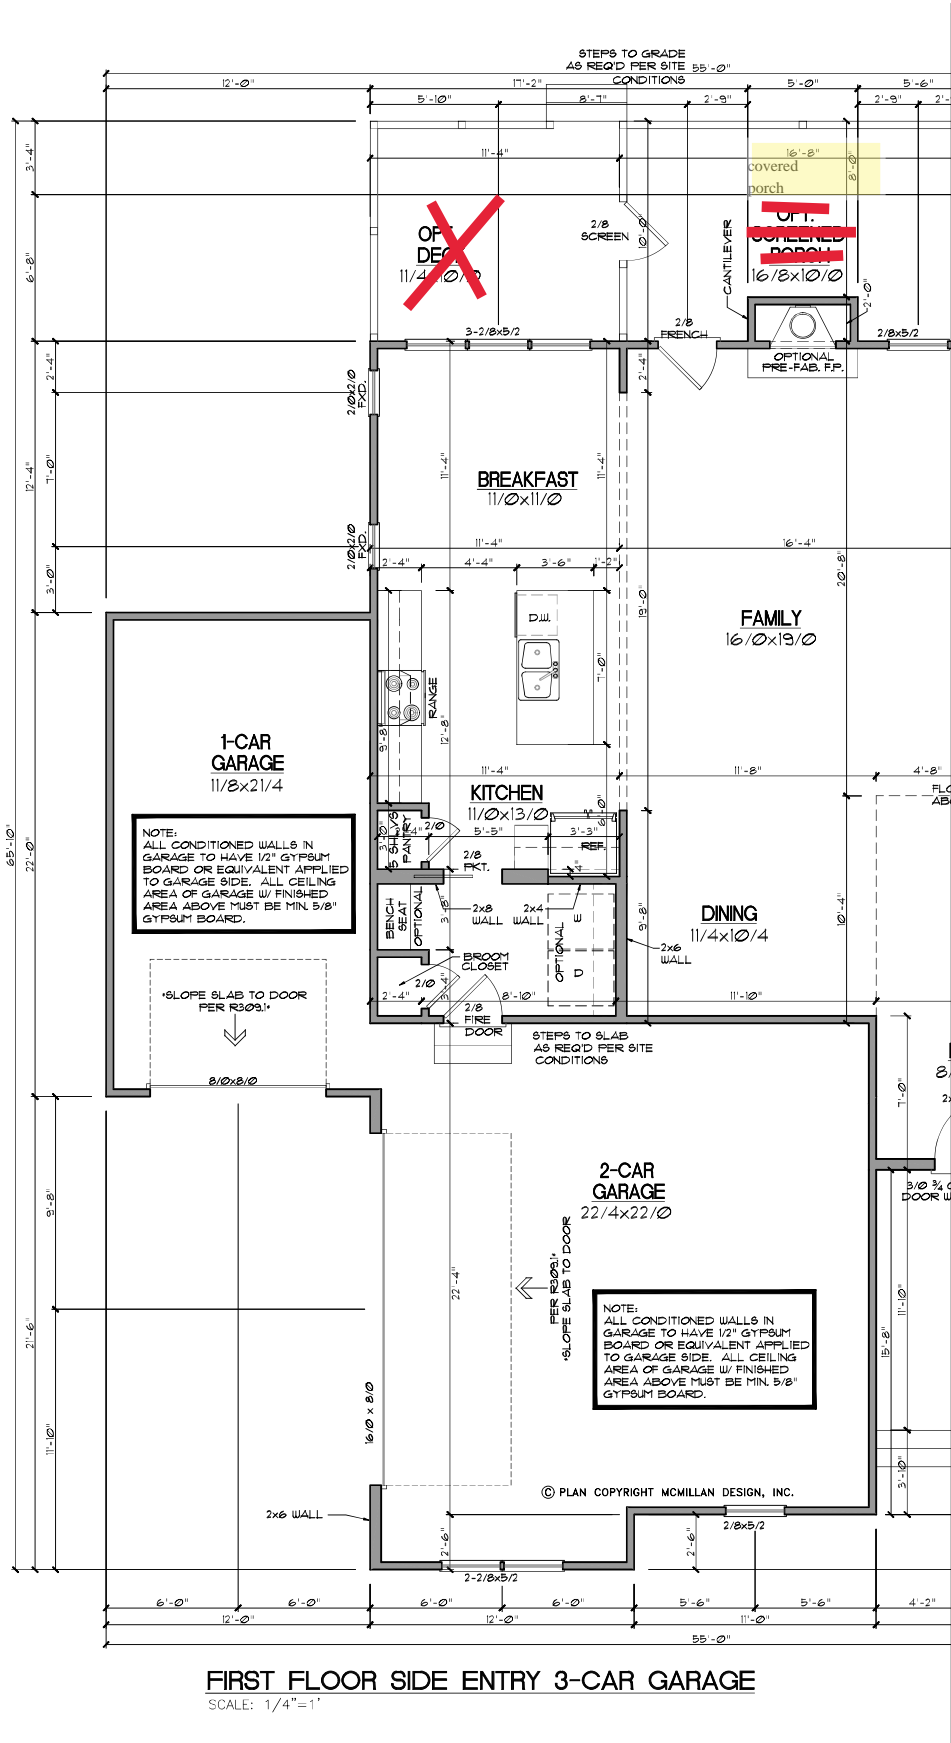 STEPS TO GRADE
AS REQ'D PER SITE
CONDITIONS
55'-0"
12'-0"
17'-2"
5'-0"
5'-6"
5'-10"
8'-7"
2'-9"
2'-9"
11'-4"
16'-8"
8'-0"
covered
porch
3'-4"
6'-8"
10'-0"
2/8
SCREEN
CANTILEVER
OPT.
SCREENED
PORCH
16/8x10/0
2'-0"
3-2/8x5/2
2/8
FRENCH
2/8x5/2
OPTIONAL
PRE-FAB. F.P.
2'-4"
2/0x2/0
FXD.
2'-4"
12'-4"
7'-0"
11'-4"
11'-4"
BREAKFAST
11/0x11/0
2/0x2/0
FXD.
11'-4"
16'-4"
2'-4"
4'-4"
3'-6"
1'-2"
3'-0"
19'-0"
20'-8"
D.W.
FAMILY
16/0x19/0
7'-0"
RANGE
12'-8"
9'-8"
1-CAR
GARAGE
11/8x21/4
11'-4"
11'-8"
4'-8"
KITCHEN
11/0x13/0
6'-0"
NOTE:
ALL CONDITIONED WALLS IN
GARAGE TO HAVE 1/2" GYPSUM
BOARD OR EQUIVALENT APPLIED
TO GARAGE SIDE. ALL CEILING
AREA OF GARAGE W/ FINISHED
AREA ABOVE MUST BE MIN. 5/8"
GYPSUM BOARD.
65'-10"
22'-0"
5 SHLVS
PANTRY
3'-0"
2/0
5'-5"
3'-3"
REF.
2/8
PKT.
4"
BENCH
SEAT
OPTIONAL
3'-8"
2x8
WALL
2x4
WALL
OPTIONAL
E
D
9'-8"
10'-4"
DINING
11/4x10/4
2x6
WALL
BROOM
CLOSET
2'-4"
2/0
3'-4"
8'-10"
11'-10"
2/8
FIRE
DOOR
*SLOPE SLAB TO DOOR
PER R309.1*
STEPS TO SLAB
AS REQ'D PER SITE
CONDITIONS
8/0x8/0
7'-0"
3/0
DOOR
2-CAR
GARAGE
22/4x22/0
9'-8"
22'-4"
PER R309.1*
*SLOPE SLAB TO DOOR
NOTE:
ALL CONDITIONED WALLS IN
GARAGE TO HAVE 1/2" GYPSUM
BOARD OR EQUIVALENT APPLIED
TO GARAGE SIDE. ALL CEILING
AREA OF GARAGE W/ FINISHED
AREA ABOVE MUST BE MIN. 5/8"
GYPSUM BOARD.
21'-6"
11'-10"
15'-8"
11'-10"
16/0 x 8/0
3'-10"
© PLAN COPYRIGHT MCMILLAN DESIGN, INC.
2x6 WALL
2/8x5/2
2'-6"
2'-6"
2-2/8x5/2
6'-0"
6'-0"
6'-0"
6'-0"
5'-6"
5'-6"
4'-2"
12'-0"
12'-0"
11'-0"
55'-0"
FIRST FLOOR SIDE ENTRY 3-CAR GARAGE
SCALE: 1/4"=1'